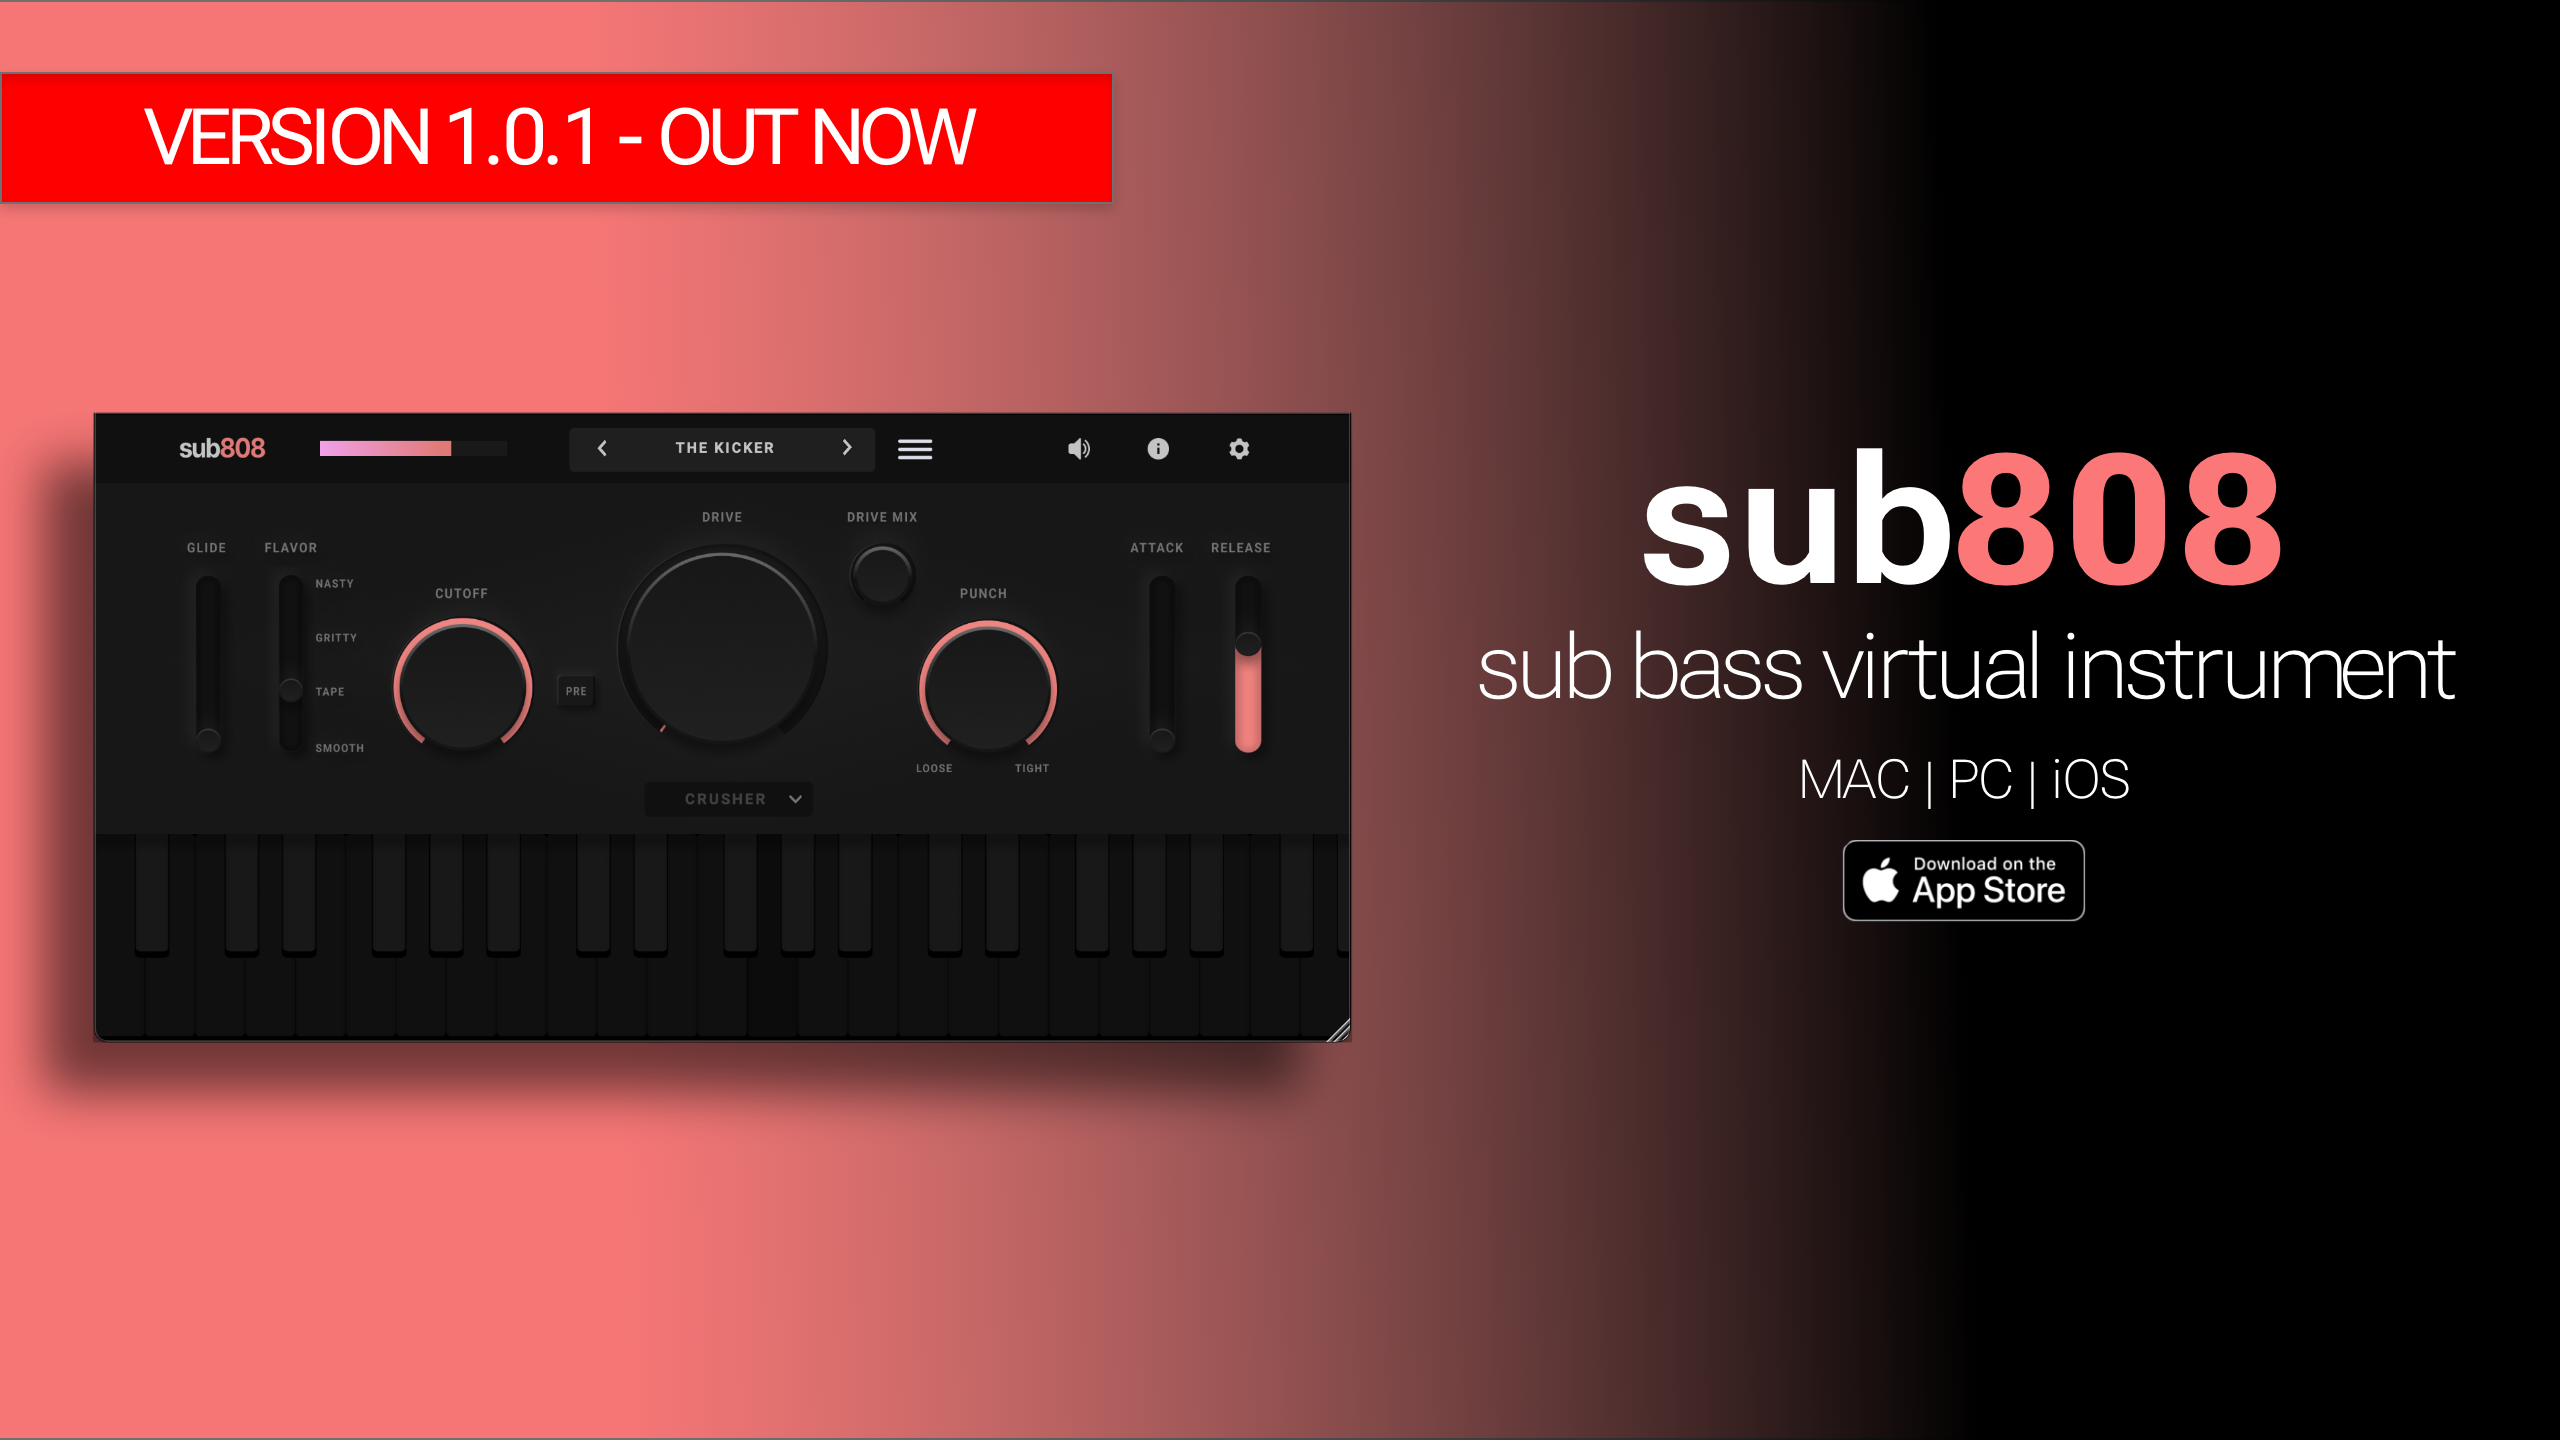 VERSION 1.0.1 - OUT NOW
sub808
THE KICKER
GLIDE
FLAVOR
NASTY
GRITTY
TAPE
SMOOTH
CUTOFF
PRE
DRIVE
DRIVE MIX
CRUSHER
PUNCH
LOOSE
TIGHT
ATTACK
RELEASE
sub808
sub bass virtual instrument
MAC | PC | iOS
Download on the
App Store